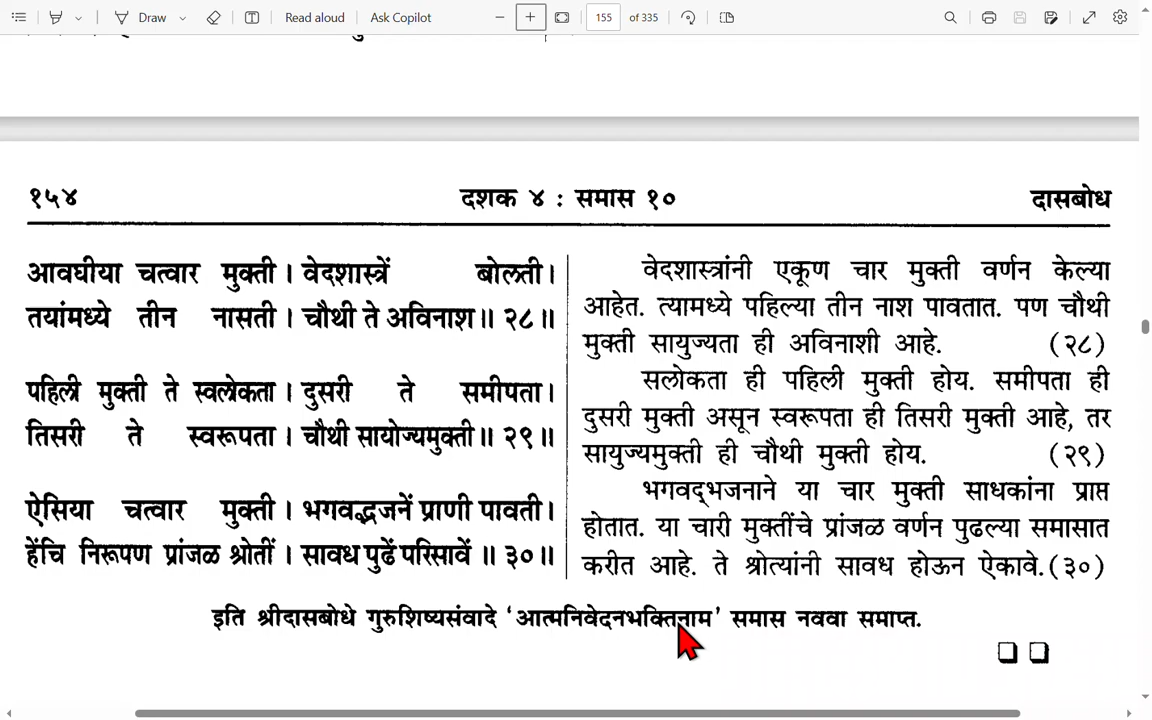 Draw
Read aloud
Ask Copilot
155 of 335
१५४ दशक ४ : समास १० दासबोध
आवघीया चत्वार मुक्ती । वेदशास्त्रें बोलती ।
तयांमध्ये तीन नासती । चौथी ते अविनाश ॥ २८ ॥
पहिली मुक्ती ते स्वलोकता । दुसरी ते समीपता ।
तिसरी ते स्वरूपता । चौथी सायोज्यमुक्ती ॥ २९ ॥
ऐसिया चत्वार मुक्ती । भगवद्भजनें प्राणी पावती ।
हेंचि निरूपण प्रांजळ श्रोतीं । सावध पुढें परिसावें ॥ ३० ॥
वेदशास्त्रांनी एकूण चार मुक्ती वर्णन केल्या
आहेत. त्यामध्ये पहिल्या तीन नाश पावतात. पण चौथी
मुक्ती सायुज्यता ही अविनाशी आहे. (२८)
सलोकता ही पहिली मुक्ती होय. समीपता ही
दुसरी मुक्ती असून स्वरूपता ही तिसरी मुक्ती आहे, तर
सायुज्यमुक्ती ही चौथी मुक्ती होय. (२९)
भगवद्‌भजनाने या चार मुक्ती साधकांना प्राप्त
होतात. या चारी मुक्तींचे प्रांजळ वर्णन पुढल्या समासात
करीत आहे. ते श्रोत्यांनी सावध होऊन ऐकावे. (३०)
इति श्रीदासबोधे गुरुशिष्यसंवादे ‘आत्मनिवेदनभक्तिनाम’ समास नववा समाप्त.